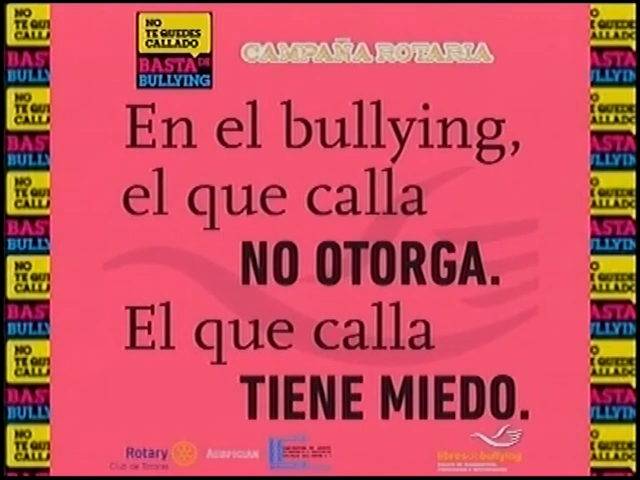 NO
TE QUEDES
CALLADO
BASTA DE
BULLYING
CAMPAÑA ROTARIA
En el bullying,
el que calla
NO OTORGA.
El que calla
TIENE MIEDO.
Rotary
Club de
AUSPICIAN
libres de bullying